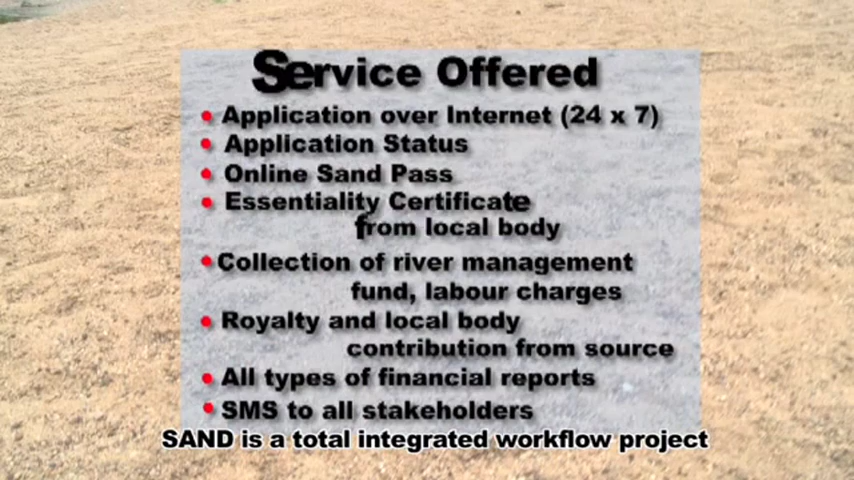 Service Offered
• Application over Internet (24 x 7)
• Application Status
• Online Sand Pass
• Essentiality Certificate
from local body
• Collection of river management
fund, labour charges
• Royalty and local body
contribution from source
• All types of financial reports
• SMS to all stakeholders
SAND is a total integrated workflow project